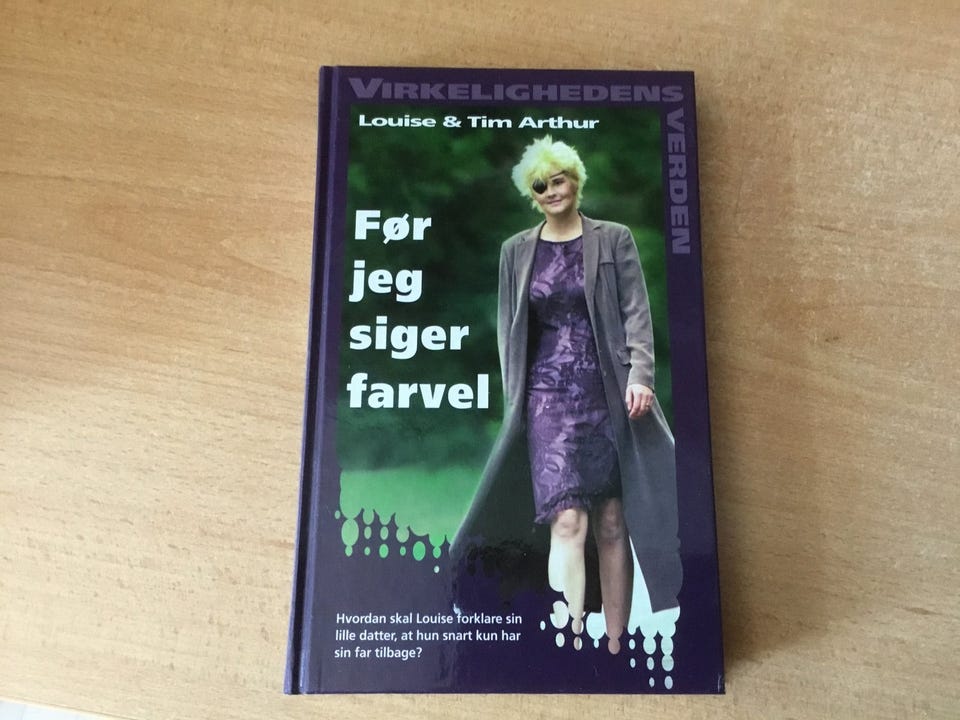 VIRKELIGHEDENS
VERDEN
Louise & Tim Arthur
Før
jeg
siger
farvel
Hvordan skal Louise forklare sin
lille datter, at hun snart kun har
sin far tilbage?